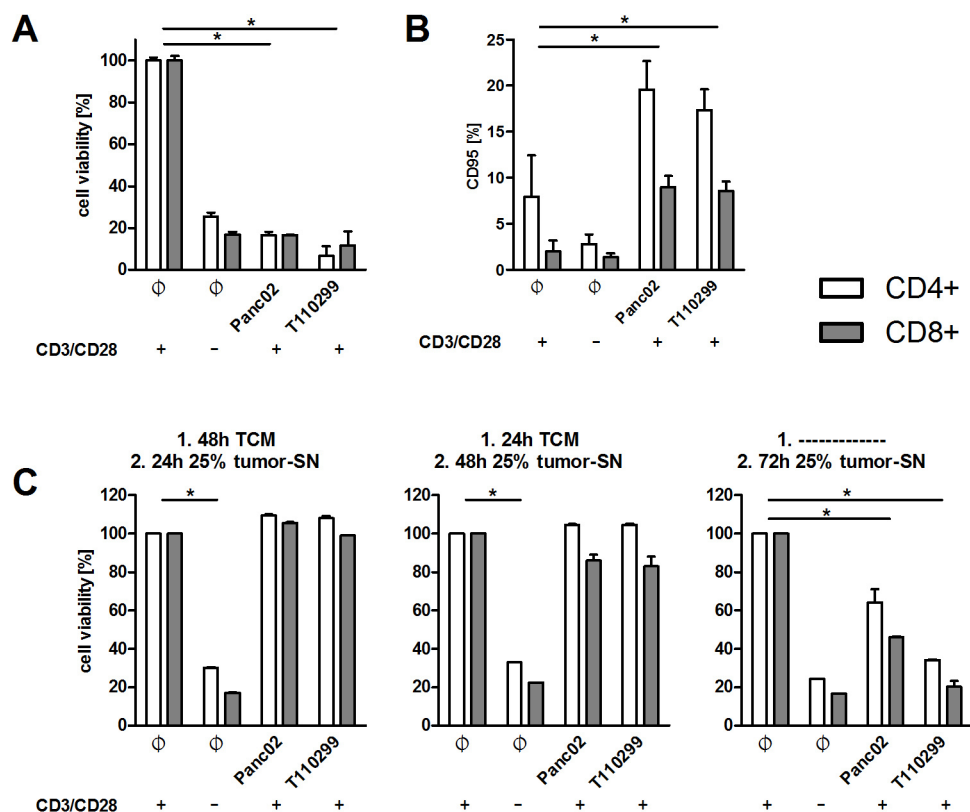 A
B
* *
* *
100
80
60
40
20
0
cell viability [%]
25
20
15
10
5
0
CD95 [%]
Φ Φ Panc02 T110299
CD3/CD28 + − + +
Φ Φ Panc02 T110299
CD3/CD28 + − + +
CD4+
CD8+
C
1. 48h TCM
2. 24h 25% tumor-SN
1. 24h TCM
2. 48h 25% tumor-SN
1. -------------
2. 72h 25% tumor-SN
*
*
* *
cell viability [%]
120
100
80
60
40
20
0
120
100
80
60
40
20
0
120
100
80
60
40
20
0
Φ Φ Panc02 T110299
Φ Φ Panc02 T110299
Φ Φ Panc02 T110299
CD3/CD28 + − + + + − + + + − + +